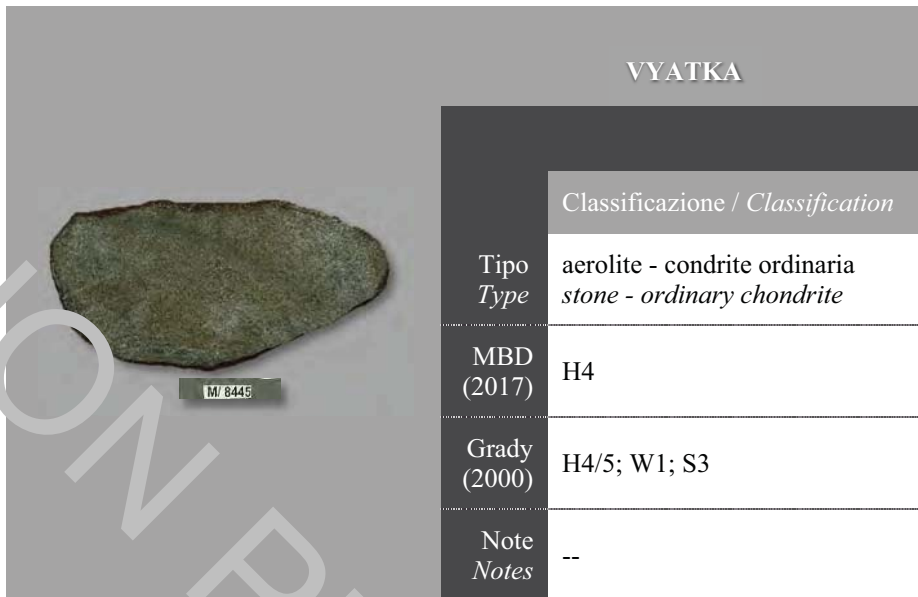 VYATKA
Classificazione / Classification
Tipo
Type
aerolite - condrite ordinaria
stone - ordinary chondrite
MBD
(2017)
H4
Grady
(2000)
H4/5; W1; S3
Note
Notes
--
M/ 8445